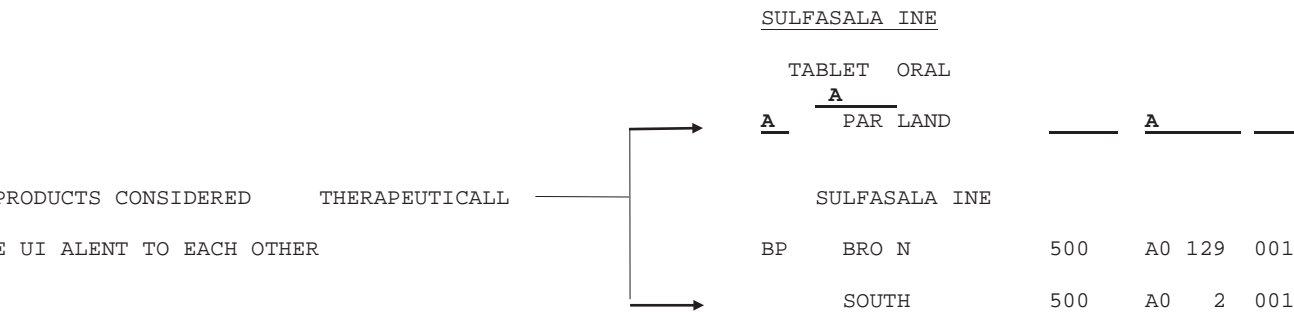 SULFASALA INE
TABLET ORAL
A
A PAR LAND A
PRODUCTS CONSIDERED THERAPEUTICALL SULFASALA INE
E UI ALENT TO EACH OTHER BP BRO N 500 A0 129 001
SOUTH 500 A0 2 001